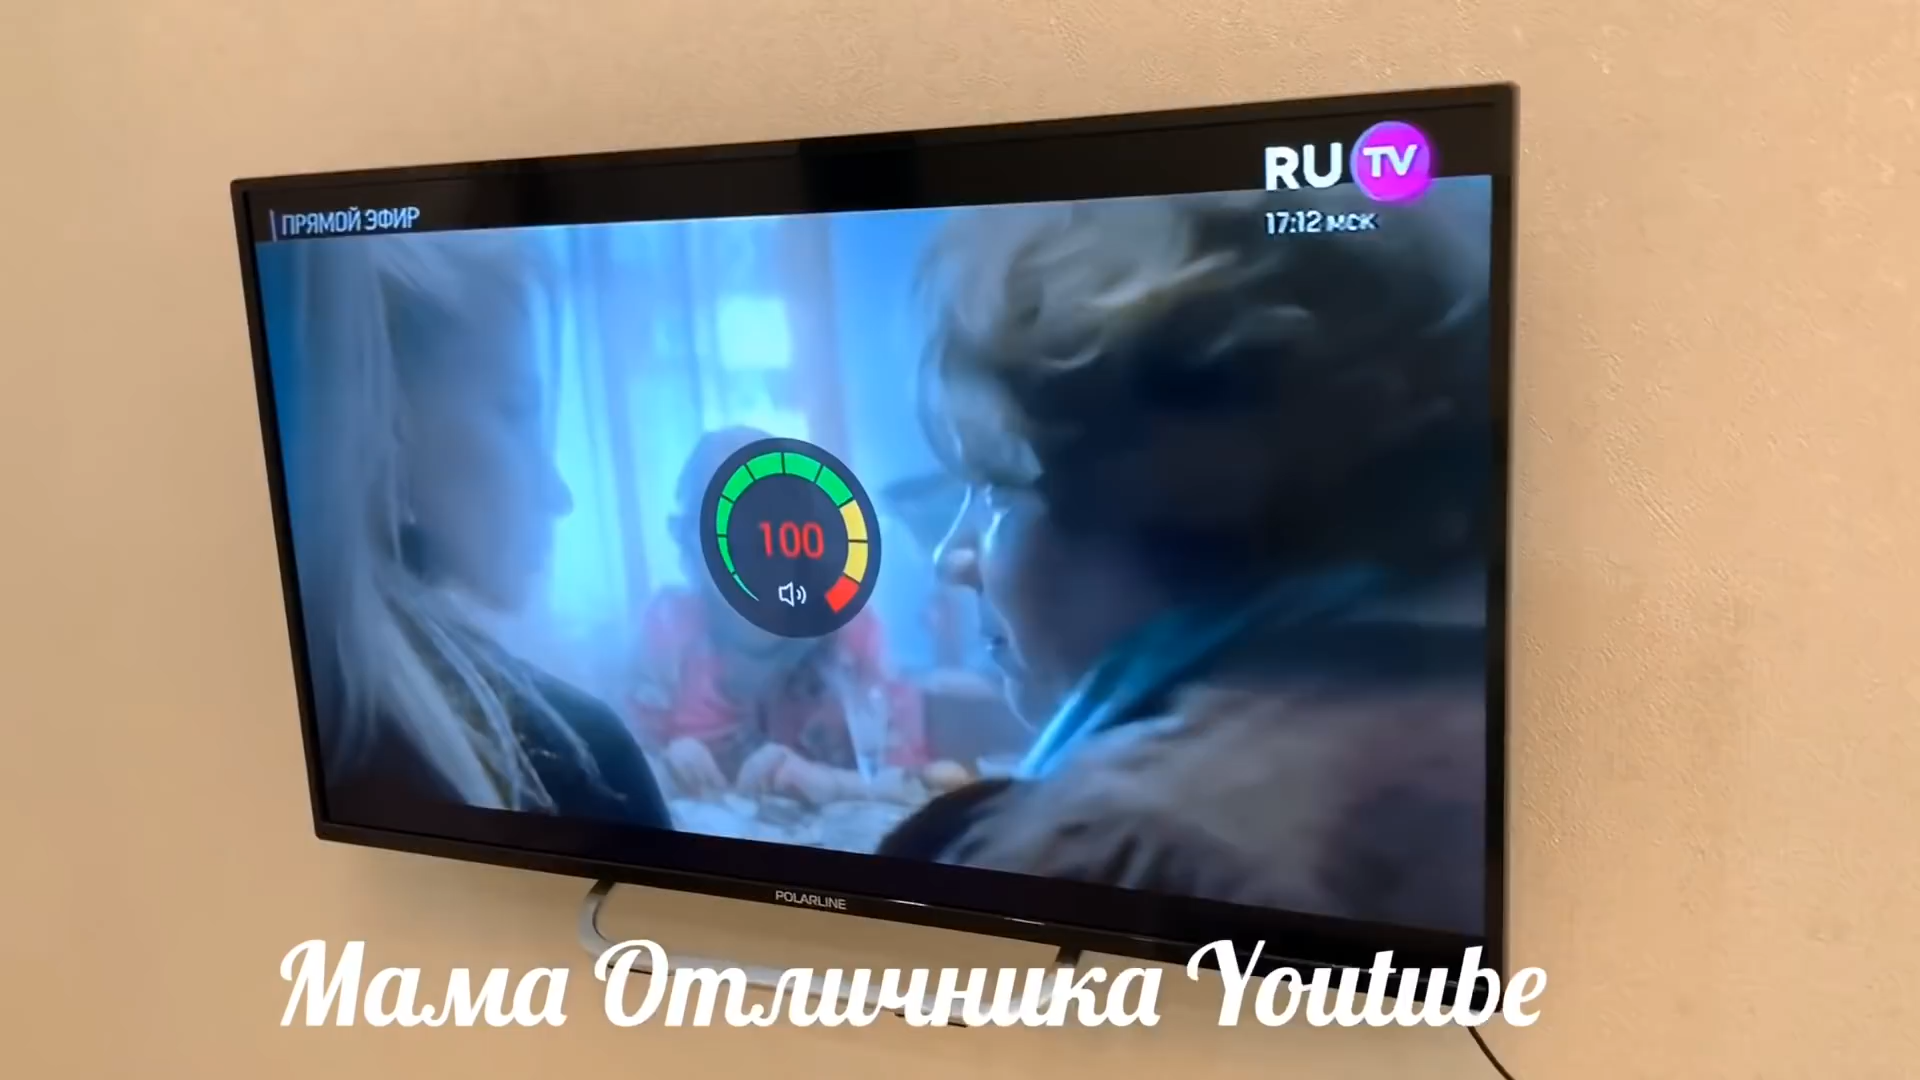 ПРЯМОЙ ЭФИР
RU TV
17:12 мск
100
POLARLINE
Мама Отличника Youtube